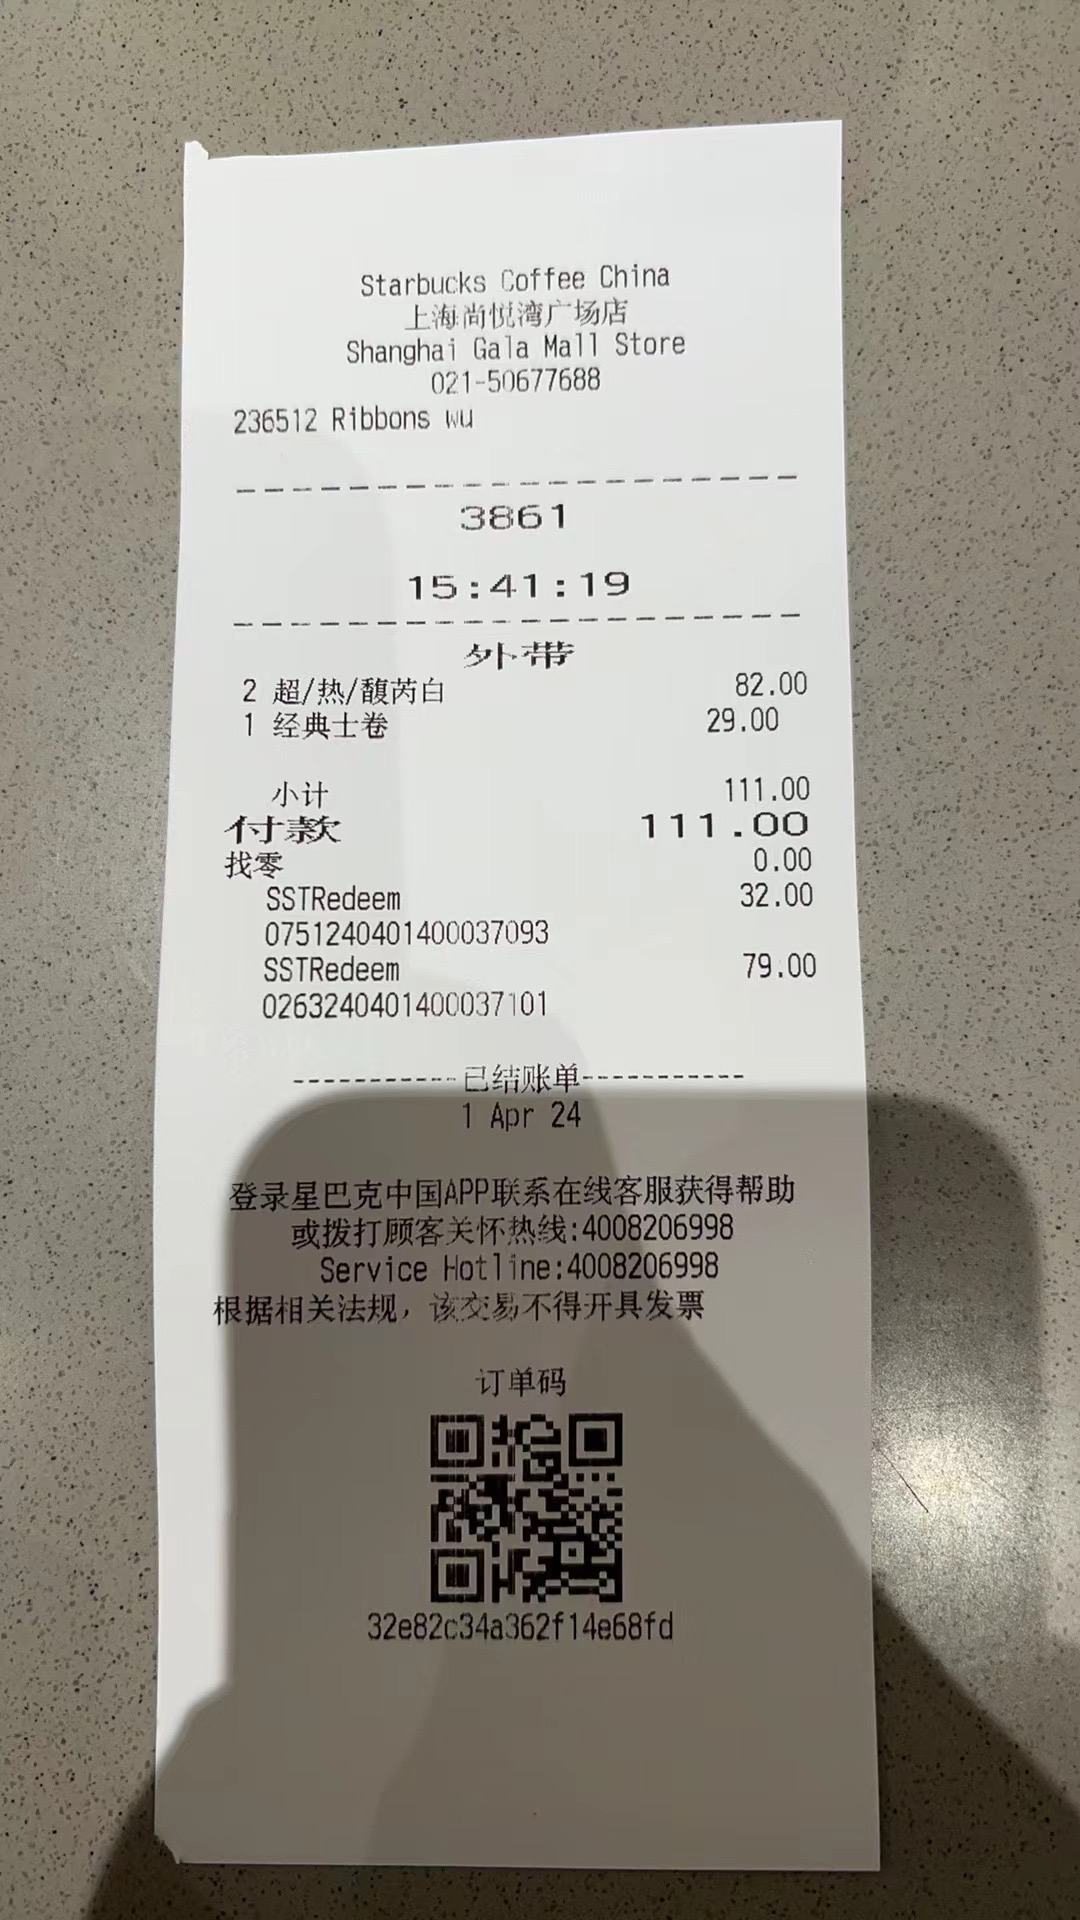 Starbucks Coffee China
上海尚悦湾广场店
Shanghai Gala Mall Store
021-50677688
236512 Ribbons wu
3861
15:41:19
外带
2 超/热/馥芮白 82.00
1 经典士卷 29.00
小计 111.00
付款 111.00
找零 0.00
SSTRedeem 32.00
0751240401400037093
SSTRedeem 79.00
0263240401400037101
-----------已结账单-----------
1 Apr 24
登录星巴克中国APP联系在线客服获得帮助
或拨打顾客关怀热线:4008206998
Service Hotline:4008206998
根据相关法规，该交易不得开具发票
订单码
32e82c34a362f14e68fd